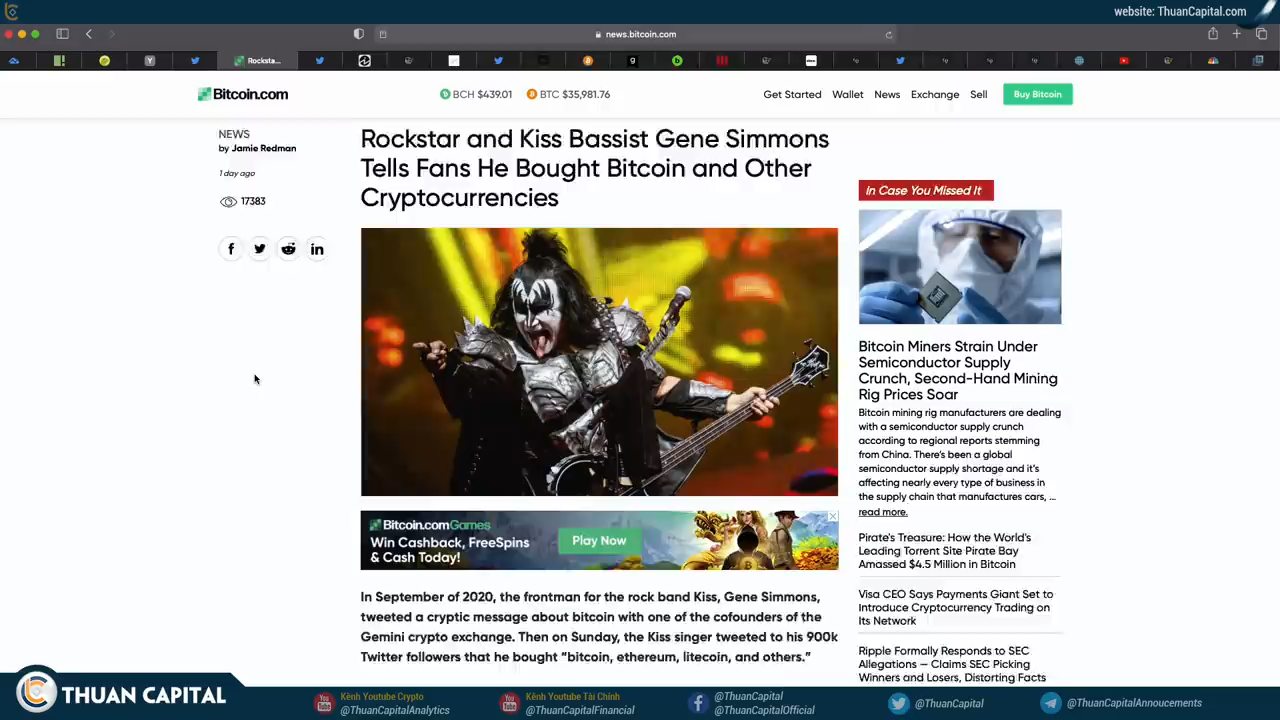 website: ThuanCapital.com
news.bitcoin.com
Rocksta...
Bitcoin.com
BCH $439.01
BTC $35,981.76
Get Started
Wallet
News
Exchange
Sell
Buy Bitcoin
NEWS
by Jamie Redman
1 day ago
17383
Rockstar and Kiss Bassist Gene Simmons
Tells Fans He Bought Bitcoin and Other
Cryptocurrencies
Bitcoin.com Games
Win Cashback, FreeSpins
& Cash Today!
Play Now
In September of 2020, the frontman for the rock band Kiss, Gene Simmons,
tweeted a cryptic message about bitcoin with one of the cofounders of the
Gemini crypto exchange. Then on Sunday, the Kiss singer tweeted to his 900k
Twitter followers that he bought “bitcoin, ethereum, litecoin, and others.”
In Case You Missed It
Bitcoin Miners Strain Under
Semiconductor Supply
Crunch, Second-Hand Mining
Rig Prices Soar
Bitcoin mining rig manufacturers are dealing
with a semiconductor supply crunch
according to regional reports stemming
from China. There's been a global
semiconductor supply shortage and it's
affecting nearly every type of business in
the supply chain that manufactures cars, ...
read more.
Pirate's Treasure: How the World's
Leading Torrent Site Pirate Bay
Amassed $4.5 Million in Bitcoin
Visa CEO Says Payments Giant Set to
Introduce Cryptocurrency Trading on
Its Network
Ripple Formally Responds to SEC
Allegations — Claims SEC Picking
Winners and Losers, Distorting Facts
THUAN CAPITAL
Kênh Youtube Crypto
@ThuanCapitalAnalytics
Kênh Youtube Tài Chính
@ThuanCapitalFinancial
@ThuanCapital
@ThuanCapitalOfficial
@ThuanCapital
@ThuanCapitalAnnoucements